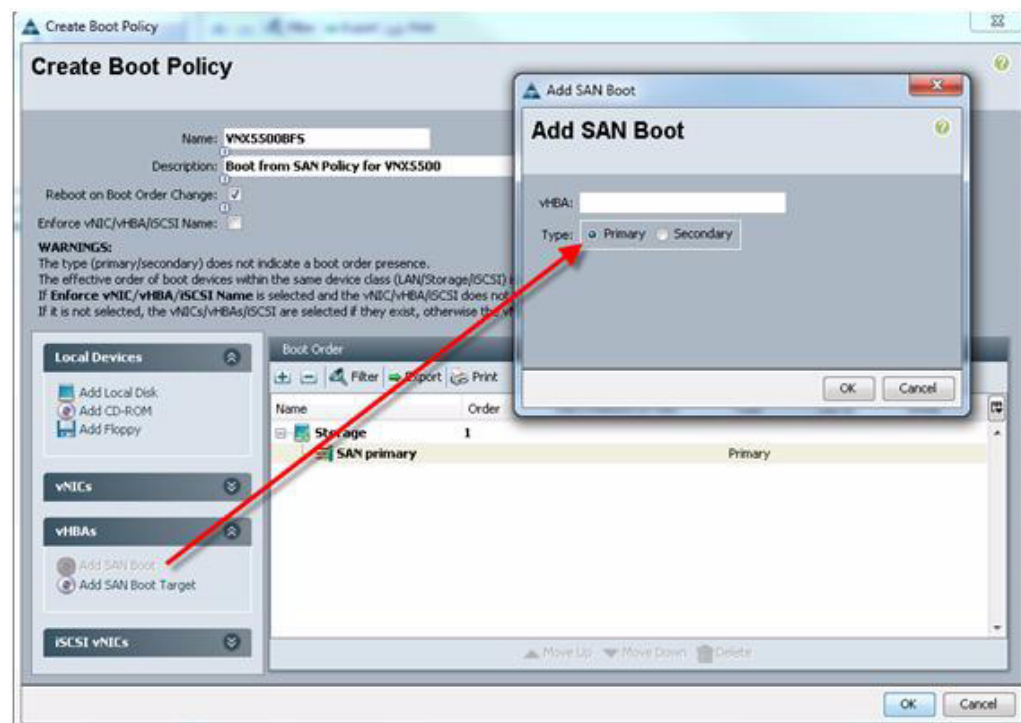 Create Boot Policy
Create Boot Policy
Name: VNX5500BFS
Description: Boot from SAN Policy for VNX5500
Reboot on Boot Order Change:
Enforce vNIC/vHBA/iSCSI Name:
WARNINGS:
The type (primary/secondary) does not indicate a boot order presence.
The effective order of boot devices within the same device class (LAN/Storage/iSCSI)
If Enforce vNIC/vHBA/iSCSI Name is selected and the vNIC/vHBA/iSCSI does not
If it is not selected, the vNICs/vHBAs/iSCSI are selected if they exist, otherwise the
Add SAN Boot
Add SAN Boot
vHBA:
Type: Primary Secondary
OK Cancel
Local Devices
Add Local Disk
Add CD-ROM
Add Floppy
vNICs
vHBAs
Add SAN Boot
Add SAN Boot Target
iSCSI vNICs
Boot Order
Filter Export Print
Name Order
Storage 1
SAN primary Primary
Move Up Move Down Delete
OK Cancel